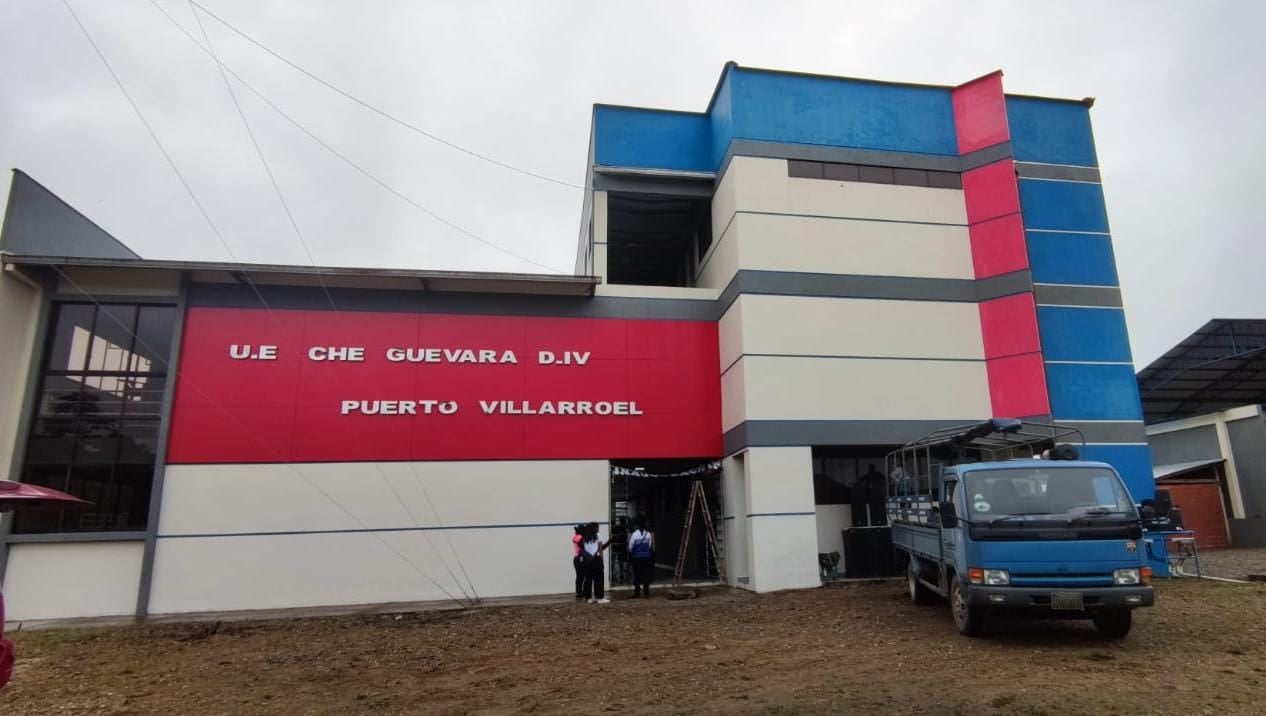 U.E CHE GUEVARA D.IV
PUERTO VILLARROEL